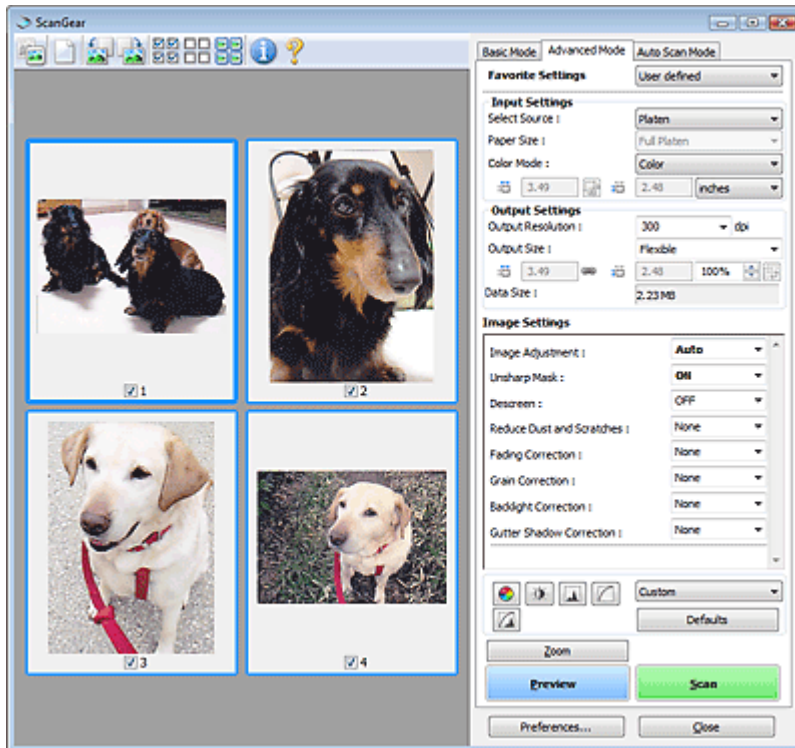 ScanGear
Basic Mode Advanced Mode Auto Scan Mode
Favorite Settings User defined
Input Settings
Select Source : Platen
Paper Size : Full Platen
Color Mode : Color
3.49 2.48 inches
Output Settings
Output Resolution : 300 dpi
Output Size : Flexible
3.49 2.48 100%
Data Size : 2.23 MB
Image Settings
Image Adjustment : Auto
Unsharp Mask : ON
Descreen : OFF
Reduce Dust and Scratches : None
Fading Correction : None
Grain Correction : None
Backlight Correction : None
Gutter Shadow Correction : None
Custom
Defaults
Zoom
Preview Scan
Preferences... Close
1
2
3
4